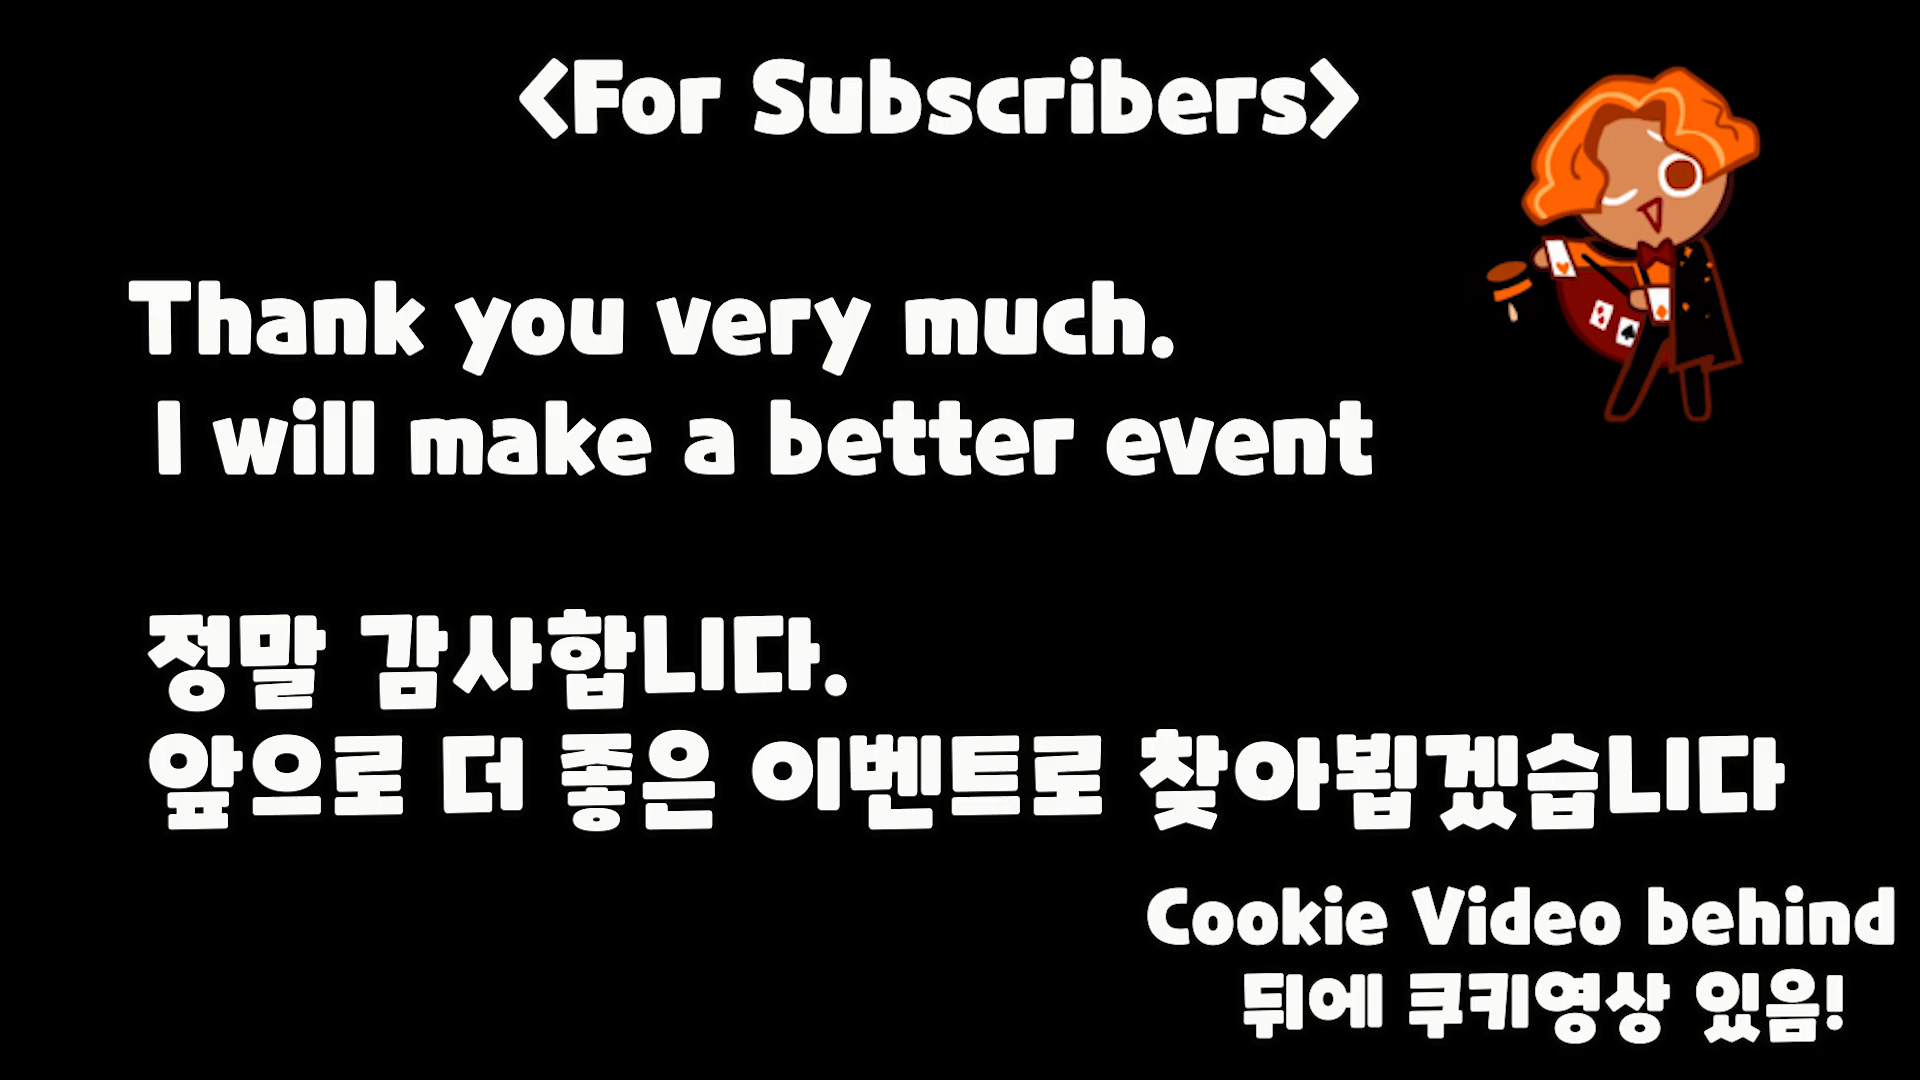 <For Subscribers>
Thank you very much.
I will make a better event
정말 감사합니다.
앞으로 더 좋은 이벤트로 찾아뵙겠습니다
Cookie Video behind
뒤에 쿠키영상 있음!